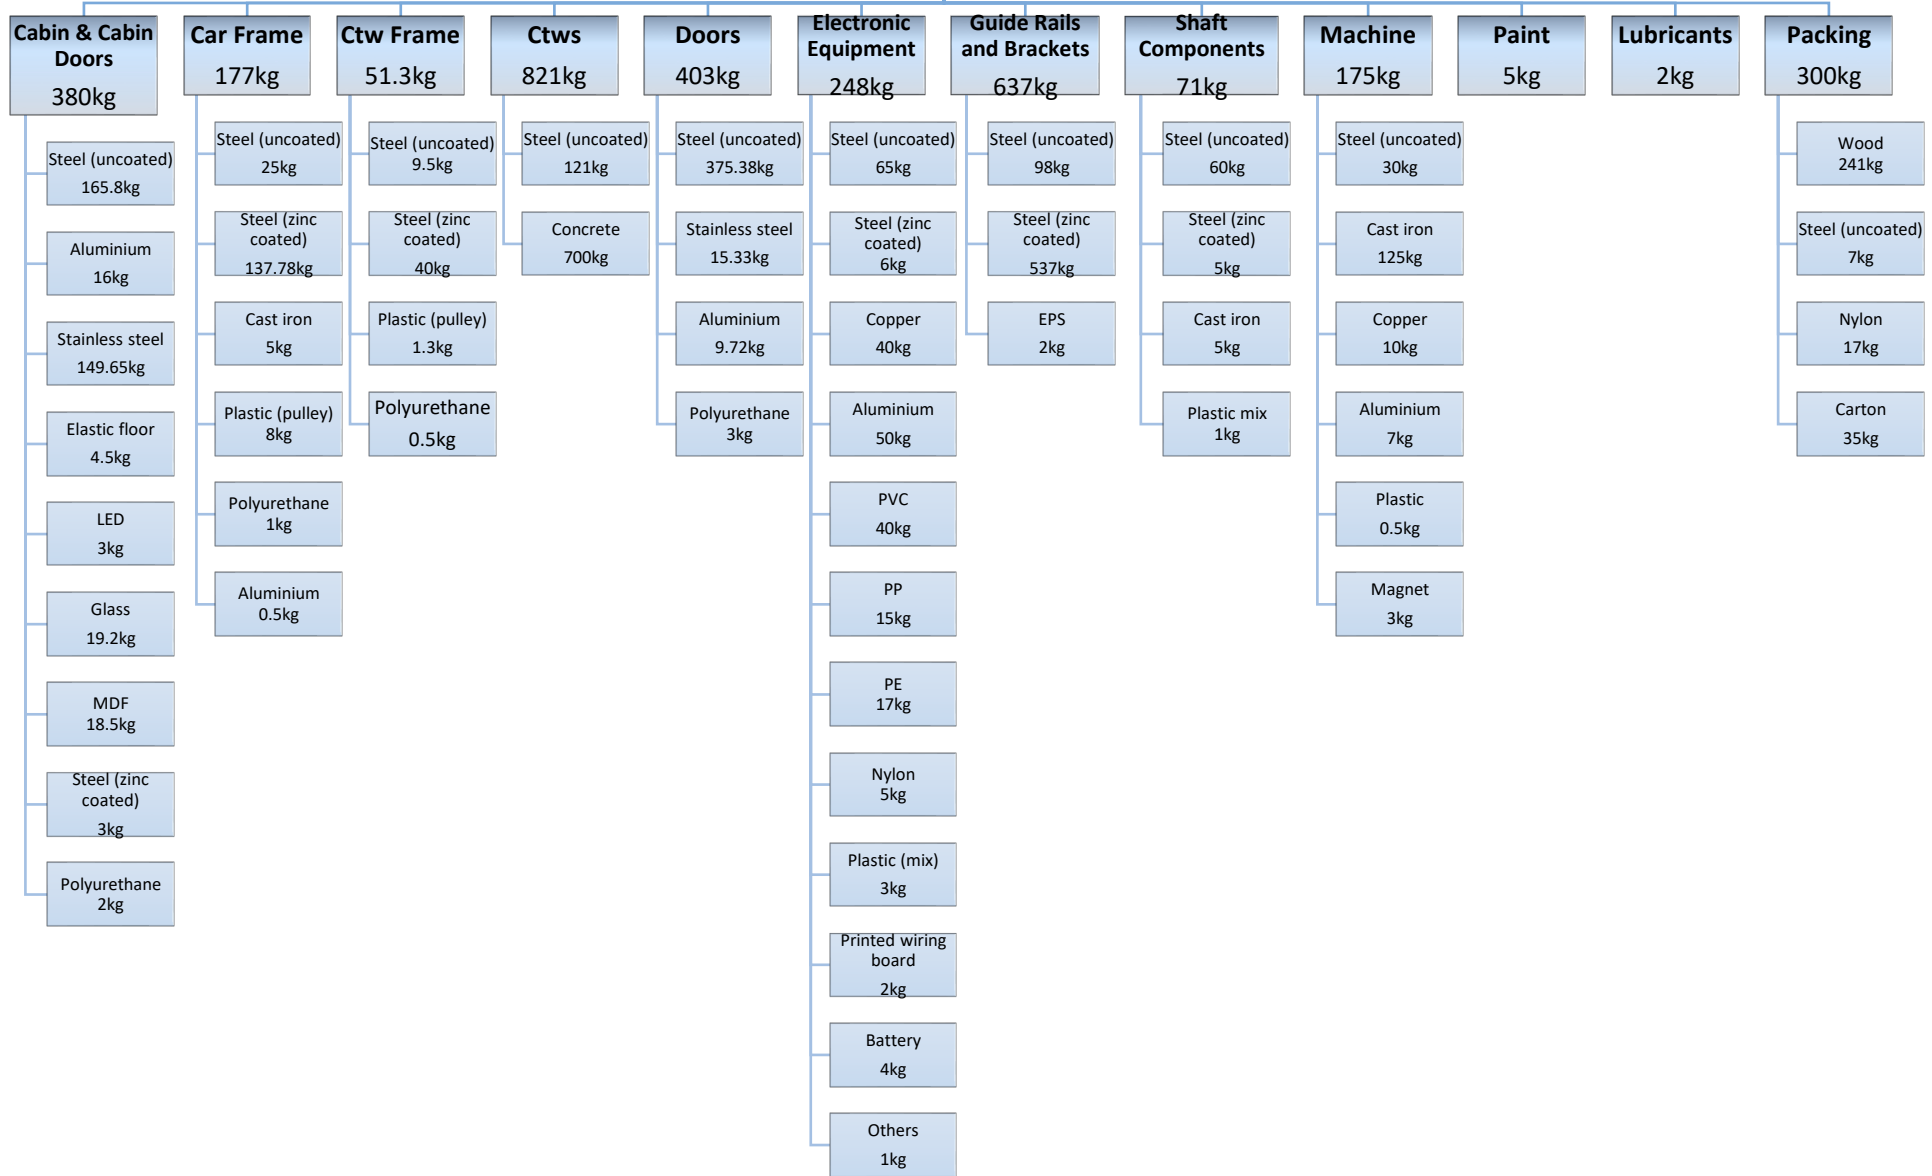 Cabin & Cabin
Doors
380kg
Steel (uncoated)
165.8kg
Aluminium
16kg
Stainless steel
149.65kg
Elastic floor
4.5kg
LED
3kg
Glass
19.2kg
MDF
18.5kg
Steel (zinc
coated)
3kg
Polyurethane
2kg
Car Frame
177kg
Steel (uncoated)
25kg
Steel (zinc
coated)
137.78kg
Cast iron
5kg
Plastic (pulley)
8kg
Polyurethane
1kg
Aluminium
0.5kg
Ctw Frame
51.3kg
Steel (uncoated)
9.5kg
Steel (zinc
coated)
40kg
Plastic (pulley)
1.3kg
Polyurethane
0.5kg
Ctws
821kg
Steel (uncoated)
121kg
Concrete
700kg
Doors
403kg
Steel (uncoated)
375.38kg
Stainless steel
15.33kg
Aluminium
9.72kg
Polyurethane
3kg
Electronic
Equipment
248kg
Steel (uncoated)
65kg
Steel (zinc
coated)
6kg
Copper
40kg
Aluminium
50kg
PVC
40kg
PP
15kg
PE
17kg
Nylon
5kg
Plastic (mix)
3kg
Printed wiring
board
2kg
Battery
4kg
Others
1kg
Guide Rails
and Brackets
637kg
Steel (uncoated)
98kg
Steel (zinc
coated)
537kg
EPS
2kg
Shaft
Components
71kg
Steel (uncoated)
60kg
Steel (zinc
coated)
5kg
Cast iron
5kg
Plastic mix
1kg
Machine
175kg
Steel (uncoated)
30kg
Cast iron
125kg
Copper
10kg
Aluminium
7kg
Plastic
0.5kg
Magnet
3kg
Paint
5kg
Lubricants
2kg
Packing
300kg
Wood
241kg
Steel (uncoated)
7kg
Nylon
17kg
Carton
35kg